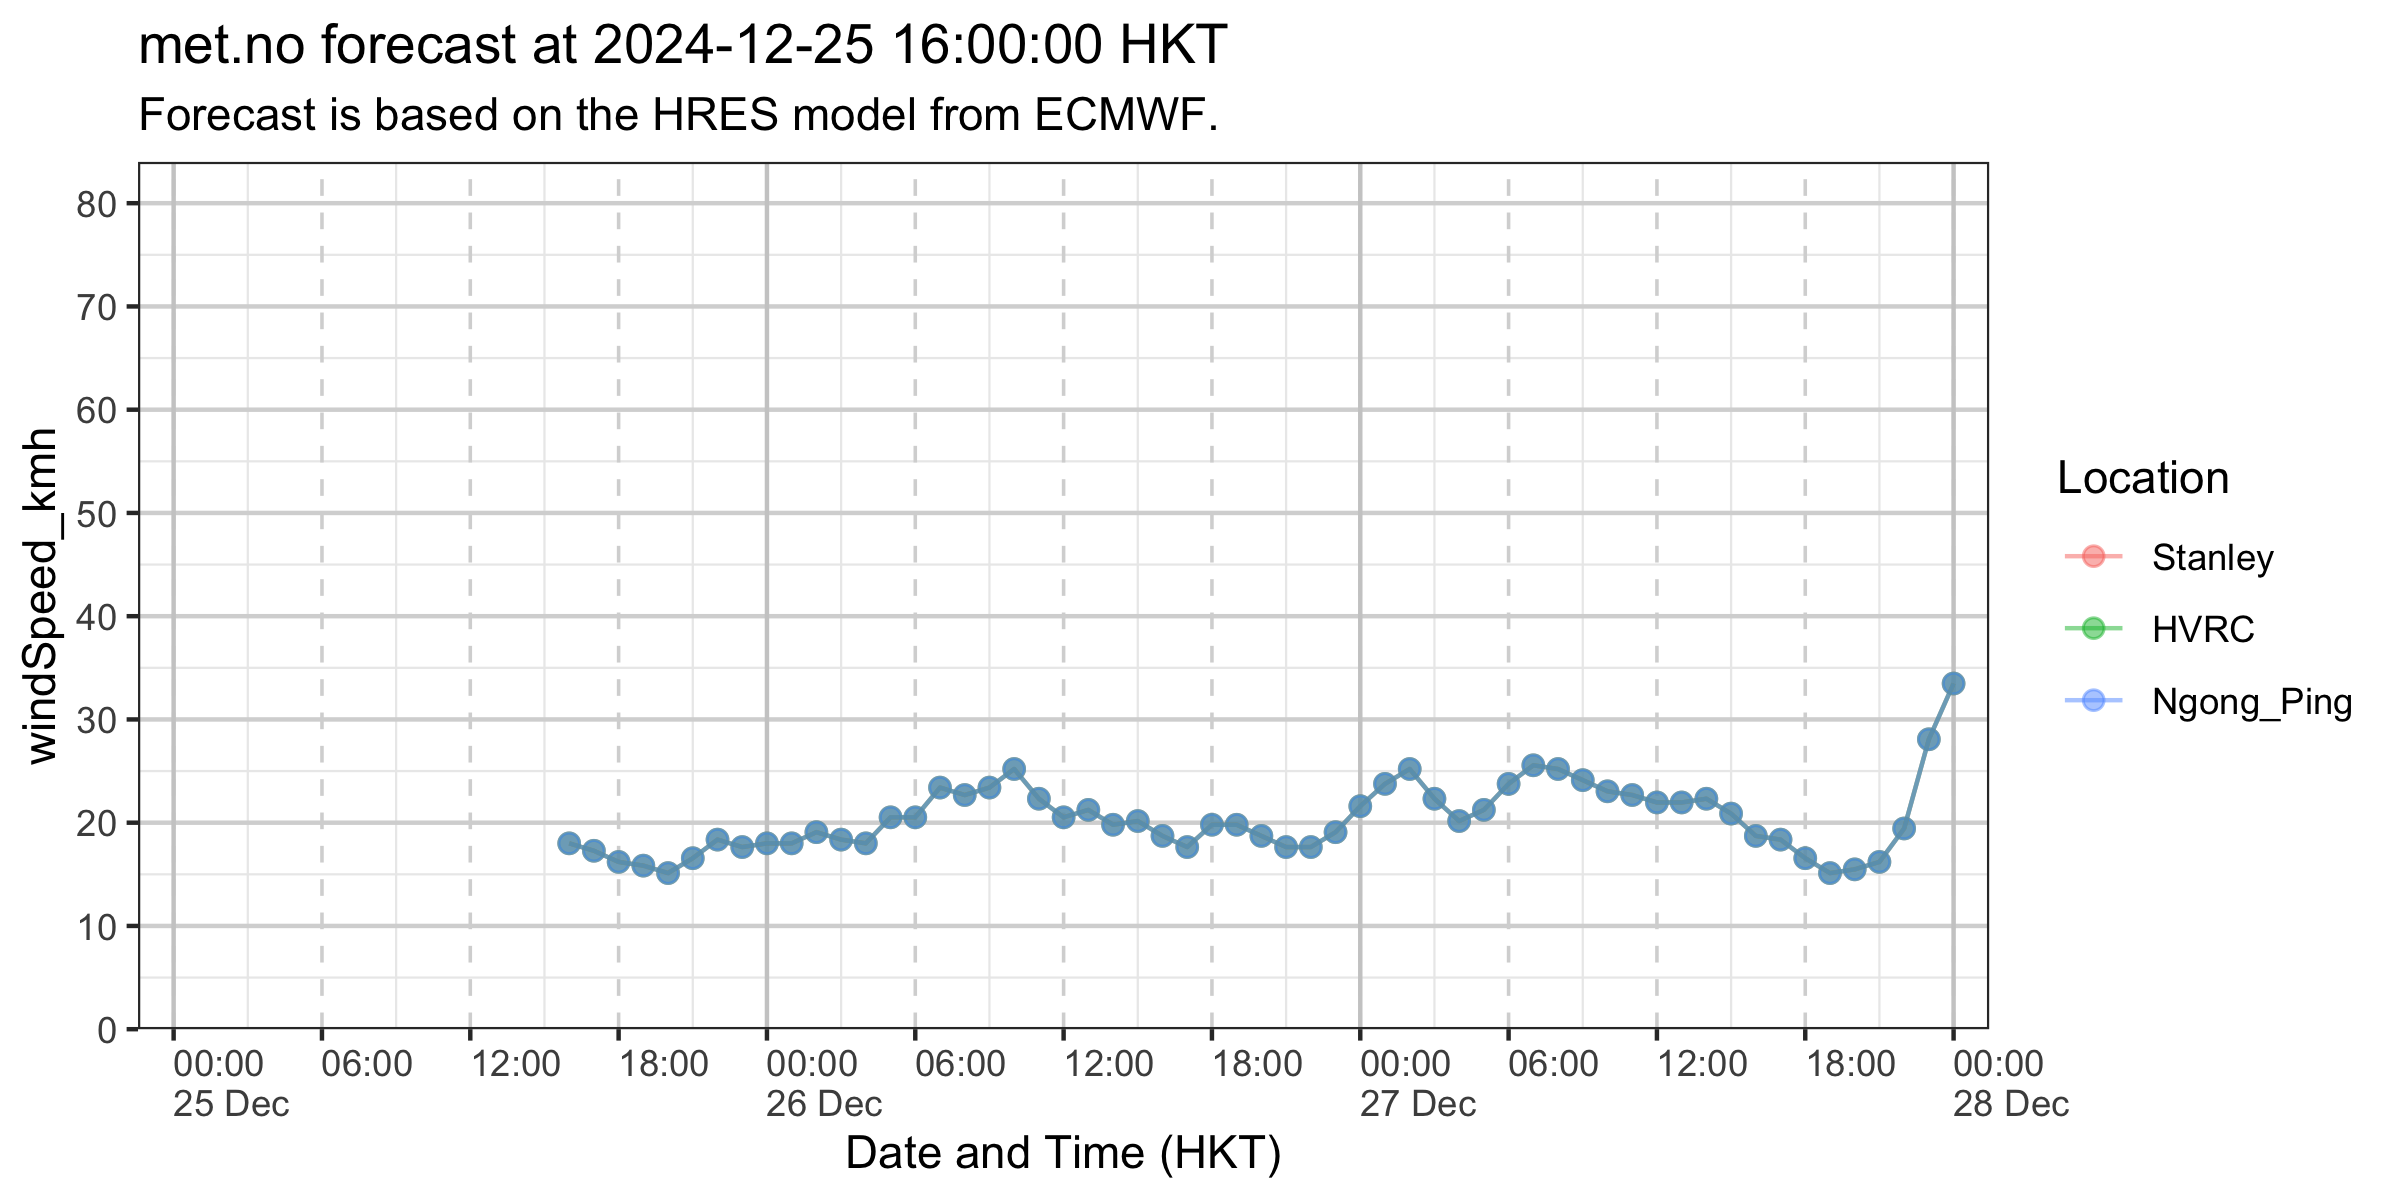 met.no forecast at 2024-12-25 16:00:00 HKT
Forecast is based on the HRES model from ECMWF.
windSpeed_kmh
80
70
60
50
40
30
20
10
0
00:00 06:00 12:00 18:00 00:00 06:00 12:00 18:00 00:00 06:00 12:00 18:00 00:00
25 Dec 26 Dec 27 Dec 28 Dec
Date and Time (HKT)
Location
Stanley
HVRC
Ngong_Ping